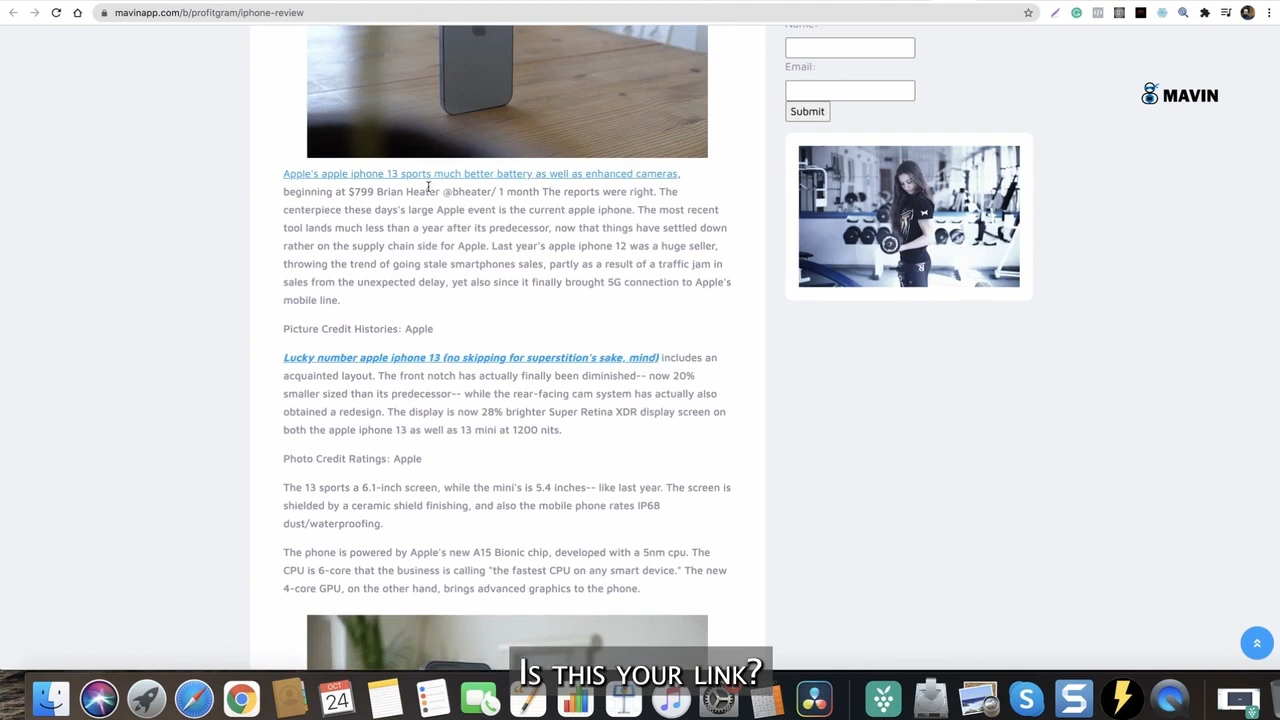 mavinapp.com/b/profitgram/iphone-review
Name:
Email:
Submit
MAVIN
Apple's apple iphone 13 sports much better battery as well as enhanced cameras,
beginning at $799 Brian Heater @bheater/ 1 month The reports were right. The
centerpiece these days's large Apple event is the current apple iphone. The most recent
tool lands much less than a year after its predecessor, now that things have settled down
rather on the supply chain side for Apple. Last year's apple iphone 12 was a huge seller,
throwing the trend of going stale smartphones sales, partly as a result of a traffic jam in
sales from the unexpected delay, yet also since it finally brought 5G connection to Apple's
mobile line.
Picture Credit Histories: Apple
Lucky number apple iphone 13 (no skipping for superstition's sake, mind) includes an
acquainted layout. The front notch has actually finally been diminished-- now 20%
smaller sized than its predecessor-- while the rear-facing cam system has actually also
obtained a redesign. The display is now 28% brighter Super Retina XDR display screen on
both the apple iphone 13 as well as 13 mini at 1200 nits.
Photo Credit Ratings: Apple
The 13 sports a 6.1-inch screen, while the mini's is 5.4 inches-- like last year. The screen is
shielded by a ceramic shield finishing, and also the mobile phone rates IP68
dust/waterproofing.
The phone is powered by Apple's new A15 Bionic chip, developed with a 5nm cpu. The
CPU is 6-core that the business is calling "the fastest CPU on any smart device." The new
4-core GPU, on the other hand, brings advanced graphics to the phone.
Is this your link?
OCT
24